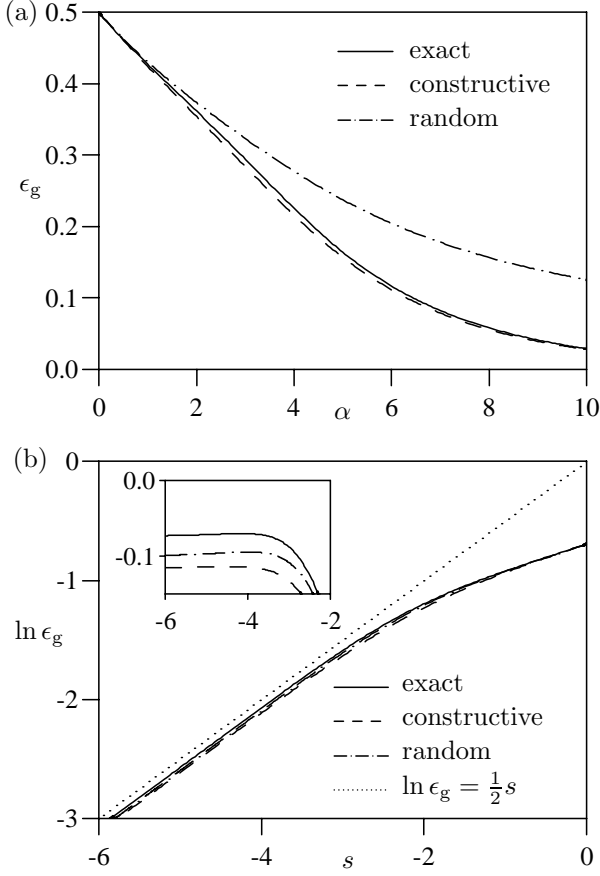 (a)
0.5
0.4
0.3
0.2
0.1
0.0
ϵg
exact
constructive
random
0 2 4 6 8 10
α
(b)
0
-1
-2
-3
ln ϵg
0.0
-0.1
-6 -4 -2
exact
constructive
random
ln ϵg = 1/2 s
-6 -4 -2 0
s